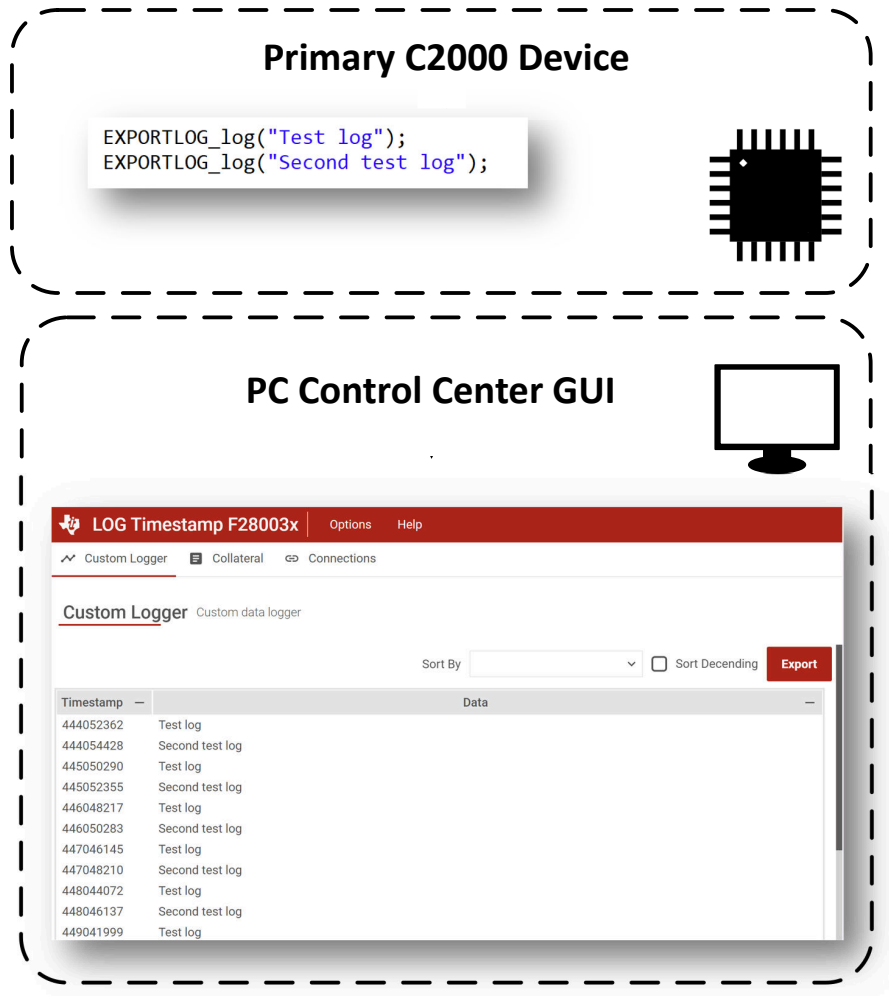 Primary C2000 Device
EXPORTLOG_log("Test log");
EXPORTLOG_log("Second test log");
PC Control Center GUI
LOG Timestamp F28003x Options Help
Custom Logger Collateral Connections
Custom Logger Custom data logger
Sort By Sort Decending Export
Timestamp Data
444052362 Test log
444054428 Second test log
445050290 Test log
445052355 Second test log
446048217 Test log
446050283 Second test log
447046145 Test log
447048210 Second test log
448044072 Test log
448046137 Second test log
449041999 Test log